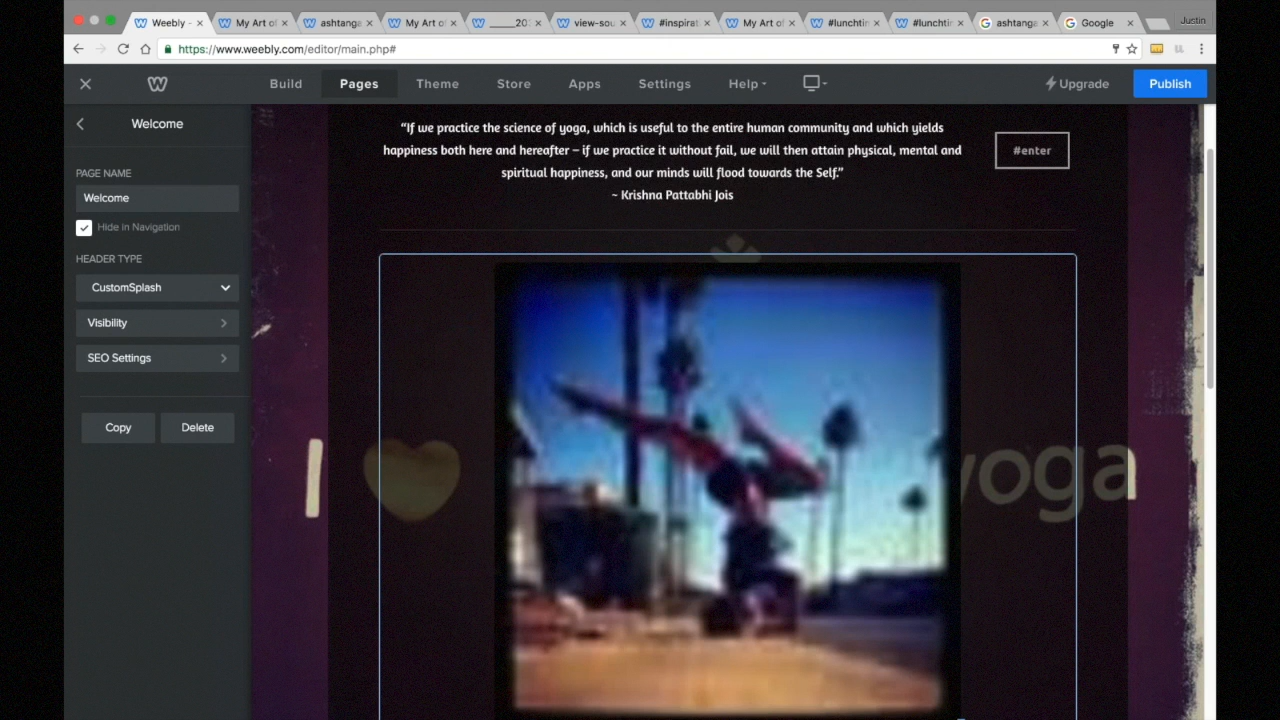 Weebly -
My Art of
ashtanga
My Art of
view-sou
#inspirat
My Art of
#lunchtin
#lunchtin
ashtanga
Google
Justin
https://www.weebly.com/editor/main.php#
Build
Pages
Theme
Store
Apps
Settings
Help
Upgrade
Publish
Welcome
PAGE NAME
Welcome
Hide in Navigation
HEADER TYPE
CustomSplash
Visibility
SEO Settings
Copy
Delete
“If we practice the science of yoga, which is useful to the entire human community and which yields
happiness both here and hereafter – if we practice it without fail, we will then attain physical, mental and
spiritual happiness, and our minds will flood towards the Self.”
~ Krishna Pattabhi Jois
#enter
I
yoga